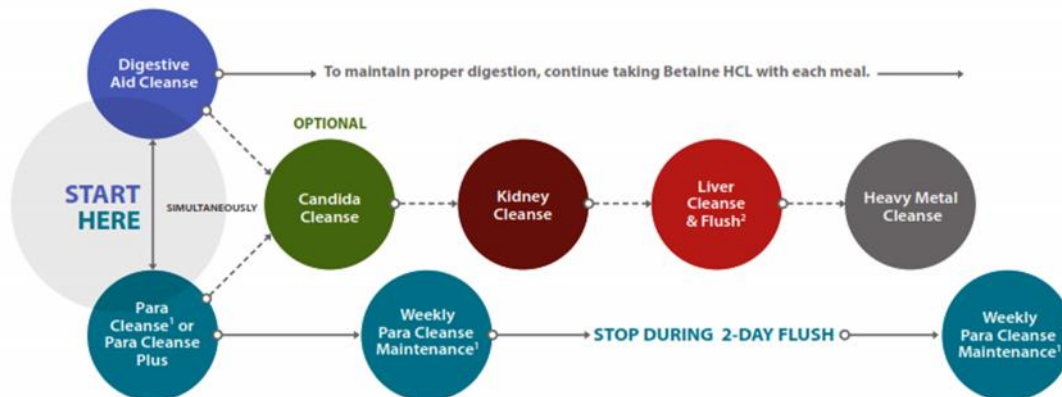 Digestive
Aid Cleanse
To maintain proper digestion, continue taking Betaine HCL with each meal.
OPTIONAL
START
HERE
SIMULTANEOUSLY
Candida
Cleanse
Kidney
Cleanse
Liver
Cleanse
& Flush²
Heavy Metal
Cleanse
Para
Cleanse¹ or
Para Cleanse
Plus
Weekly
Para Cleanse
Maintenance¹
STOP DURING 2-DAY FLUSH
Weekly
Para Cleanse
Maintenance¹